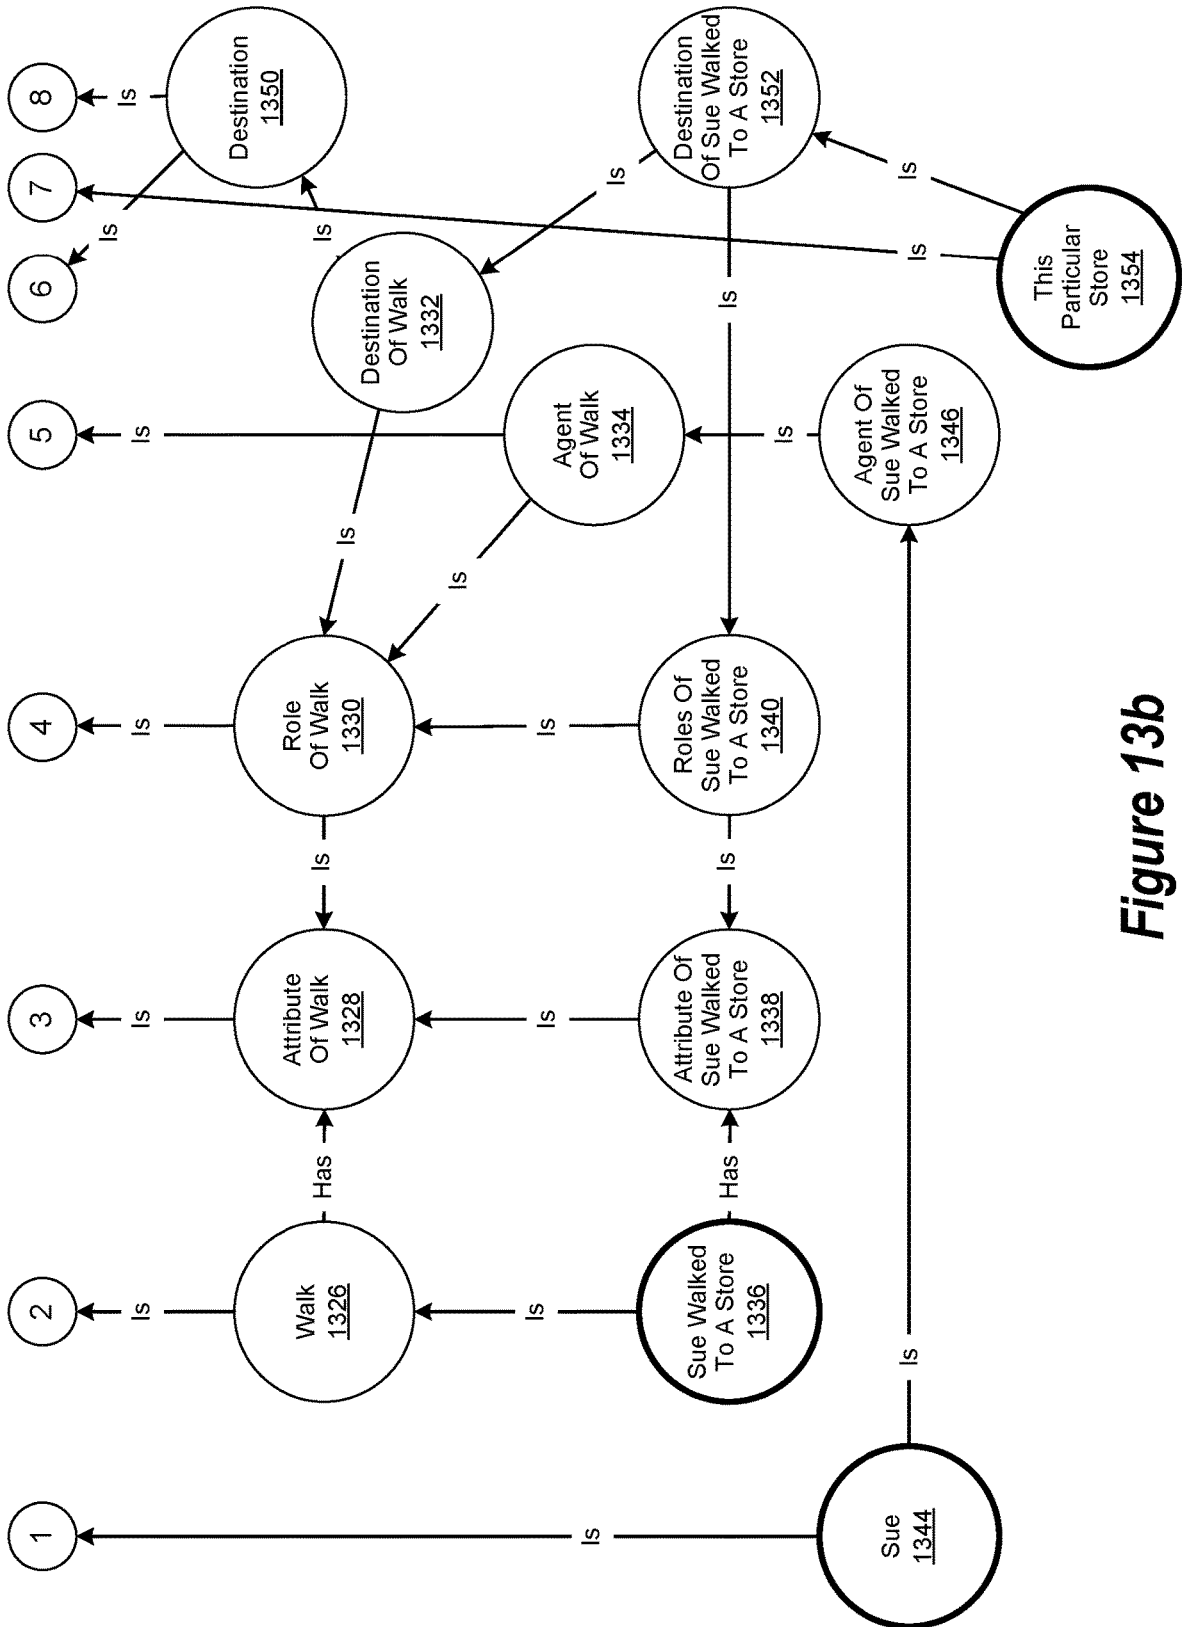 1
2
3
4
5
6
7
8
Is
Is
Is
Is
Is
Is
Destination
1350
Is
Walk
1326
Has
Attribute
Of Walk
1328
Is
Role
Of Walk
1330
Is
Destination
Of Walk
1332
Is
Agent
Of Walk
1334
Is
Is
Is
Is
Is
Sue Walked
To A Store
1336
Has
Attribute Of
Sue Walked
To A Store
1338
Is
Roles Of
Sue Walked
To A Store
1340
Is
Destination
Of Sue Walked
To A Store
1352
Is
Agent Of
Sue Walked
To A Store
1346
Is
Is
Is
Sue
1344
This
Particular
Store
1354
Figure 13b